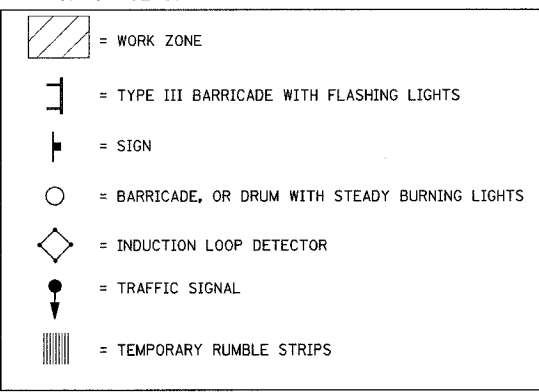 = WORK ZONE
= TYPE III BARRICADE WITH FLASHING LIGHTS
= SIGN
= BARRICADE, OR DRUM WITH STEADY BURNING LIGHTS
= INDUCTION LOOP DETECTOR
= TRAFFIC SIGNAL
= TEMPORARY RUMBLE STRIPS